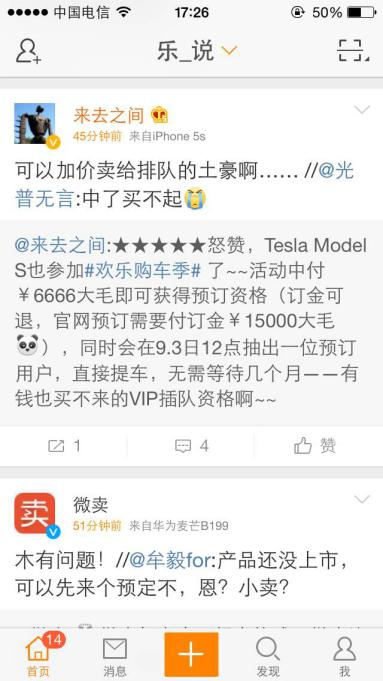 中国电信 17:26 50%
乐_说
来去之间
45分钟前 来自iPhone 5s
可以加价卖给排队的土豪啊…… //@光
普无言:中了买不起😭
@来去之间:★★★★★怒赞，Tesla Model
S也参加#欢乐购车季# 了~~活动中付
￥6666大毛即可获得预订资格（订金可
退，官网预订需要付订金￥15000大毛
🐼），同时会在9.3日12点抽出一位预订
用户，直接提车，无需等待几个月——有
钱也买不来的VIP插队资格啊~~
1 4 赞
卖
微卖
51分钟前 来自华为麦芒B199
木有问题！//@牟毅for:产品还没上市，
可以先来个预定不，恩？小卖？
14
首页 消息 发现 我